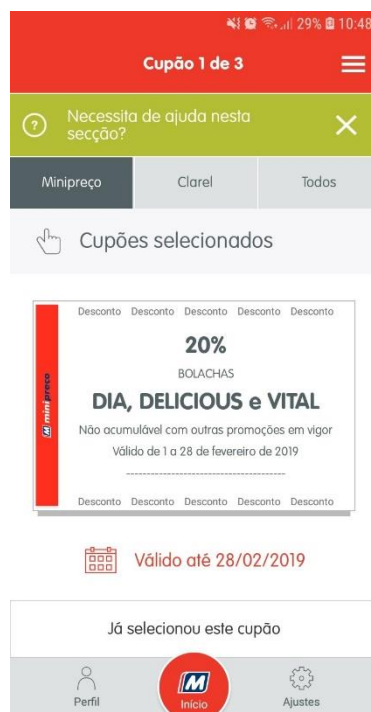 29% 10:48
Cupão 1 de 3
Necessita de ajuda nesta
secção?
Minipreço Clarel Todos
Cupões selecionados
Desconto Desconto Desconto Desconto Desconto
20%
BOLACHAS
DIA, DELICIOUS e VITAL
Não acumulável com outras promoções em vigor
Válido de 1 a 28 de fevereiro de 2019
Desconto Desconto Desconto Desconto Desconto
minipreço
Válido até 28/02/2019
Já selecionou este cupão
Perfil Início Ajustes